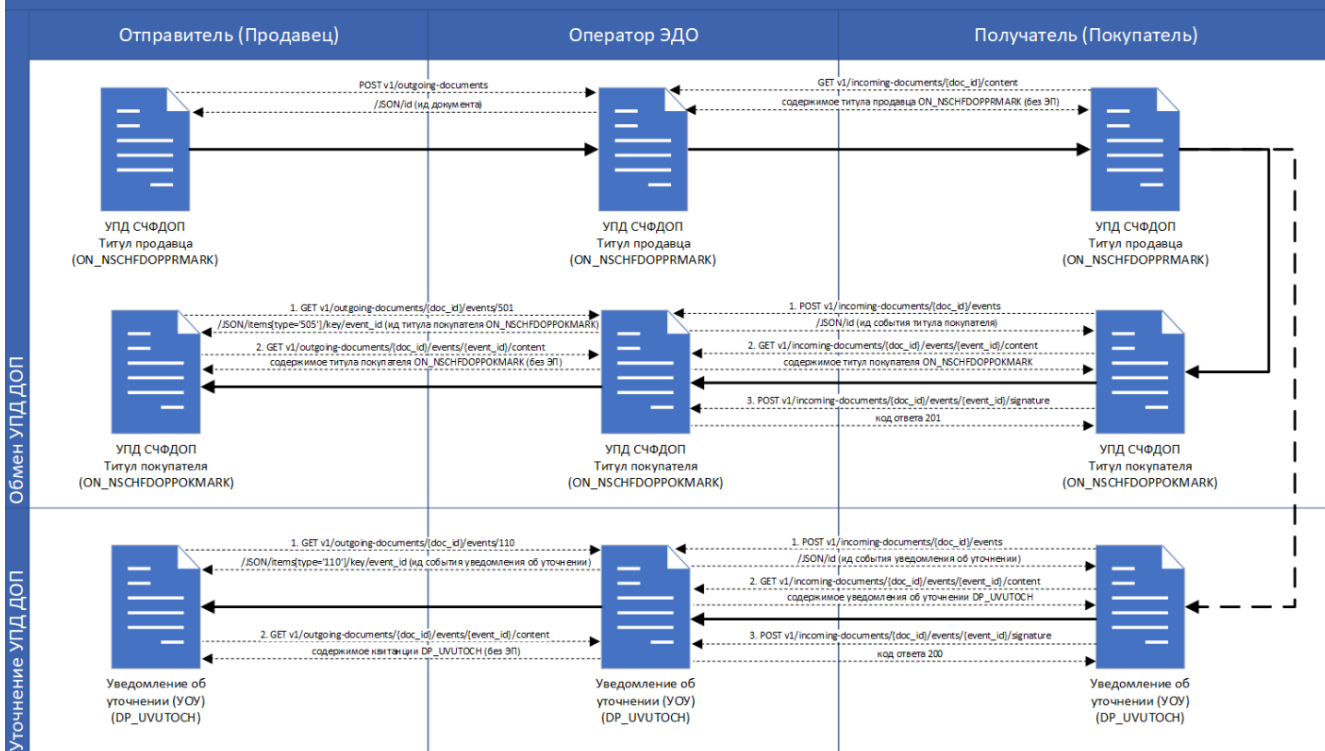 Отправитель (Продавец)
Оператор ЭДО
Получатель (Покупатель)
Обмен УПД ДОП
POST v1/outgoing-documents
/JSON/id (ид документа)
GET v1/incoming-documents/{doc_id}/content
содержимое титула продавца ON_NSCHFDOPPRMARK (без ЭП)
УПД СЧФДОП
Титул продавца
(ON_NSCHFDOPPRMARK)
УПД СЧФДОП
Титул продавца
(ON_NSCHFDOPPRMARK)
УПД СЧФДОП
Титул продавца
(ON_NSCHFDOPPRMARK)
1. GET v1/outgoing-documents/{doc_id}/events/501
/JSON/items[type='505']/key/event_id (ид титула покупателя ON_NSCHFDOPPOKMARK)
2. GET v1/outgoing-documents/{doc_id}/events/{event_id}/content
содержимое титула покупателя ON_NSCHFDOPPOKMARK (без ЭП)
1. POST v1/incoming-documents/{doc_id}/events
/JSON/id (ид события титула покупателя)
2. GET v1/incoming-documents/{doc_id}/events/{event_id}/content
содержимое титул покупателя ON_NSCHFDOPPOKMARK
3. POST v1/incoming-documents/{doc_id}/events/{event_id}/signature
код ответа 201
УПД СЧФДОП
Титул покупателя
(ON_NSCHFDOPPOKMARK)
УПД СЧФДОП
Титул покупателя
(ON_NSCHFDOPPOKMARK)
УПД СЧФДОП
Титул покупателя
(ON_NSCHFDOPPOKMARK)
Уточнение УПД ДОП
1. GET v1/outgoing-documents/{doc_id}/events/110
/JSON/items[type='110']/key/event_id (ид события уведомления об уточнении)
2. GET v1/outgoing-documents/{doc_id}/events/{event_id}/content
содержимое квитанции DP_UVUTOCH (без ЭП)
1. POST v1/incoming-documents/{doc_id}/events
/JSON/id (ид события уведомления об уточнении)
2. GET v1/incoming-documents/{doc_id}/events/{event_id}/content
содержимое уведомления об уточнении DP_UVUTOCH
3. POST v1/incoming-documents/{doc_id}/events/{event_id}/signature
код ответа 200
Уведомление об
уточнении (УОУ)
(DP_UVUTOCH)
Уведомление об
уточнении (УОУ)
(DP_UVUTOCH)
Уведомление об
уточнении (УОУ)
(DP_UVUTOCH)